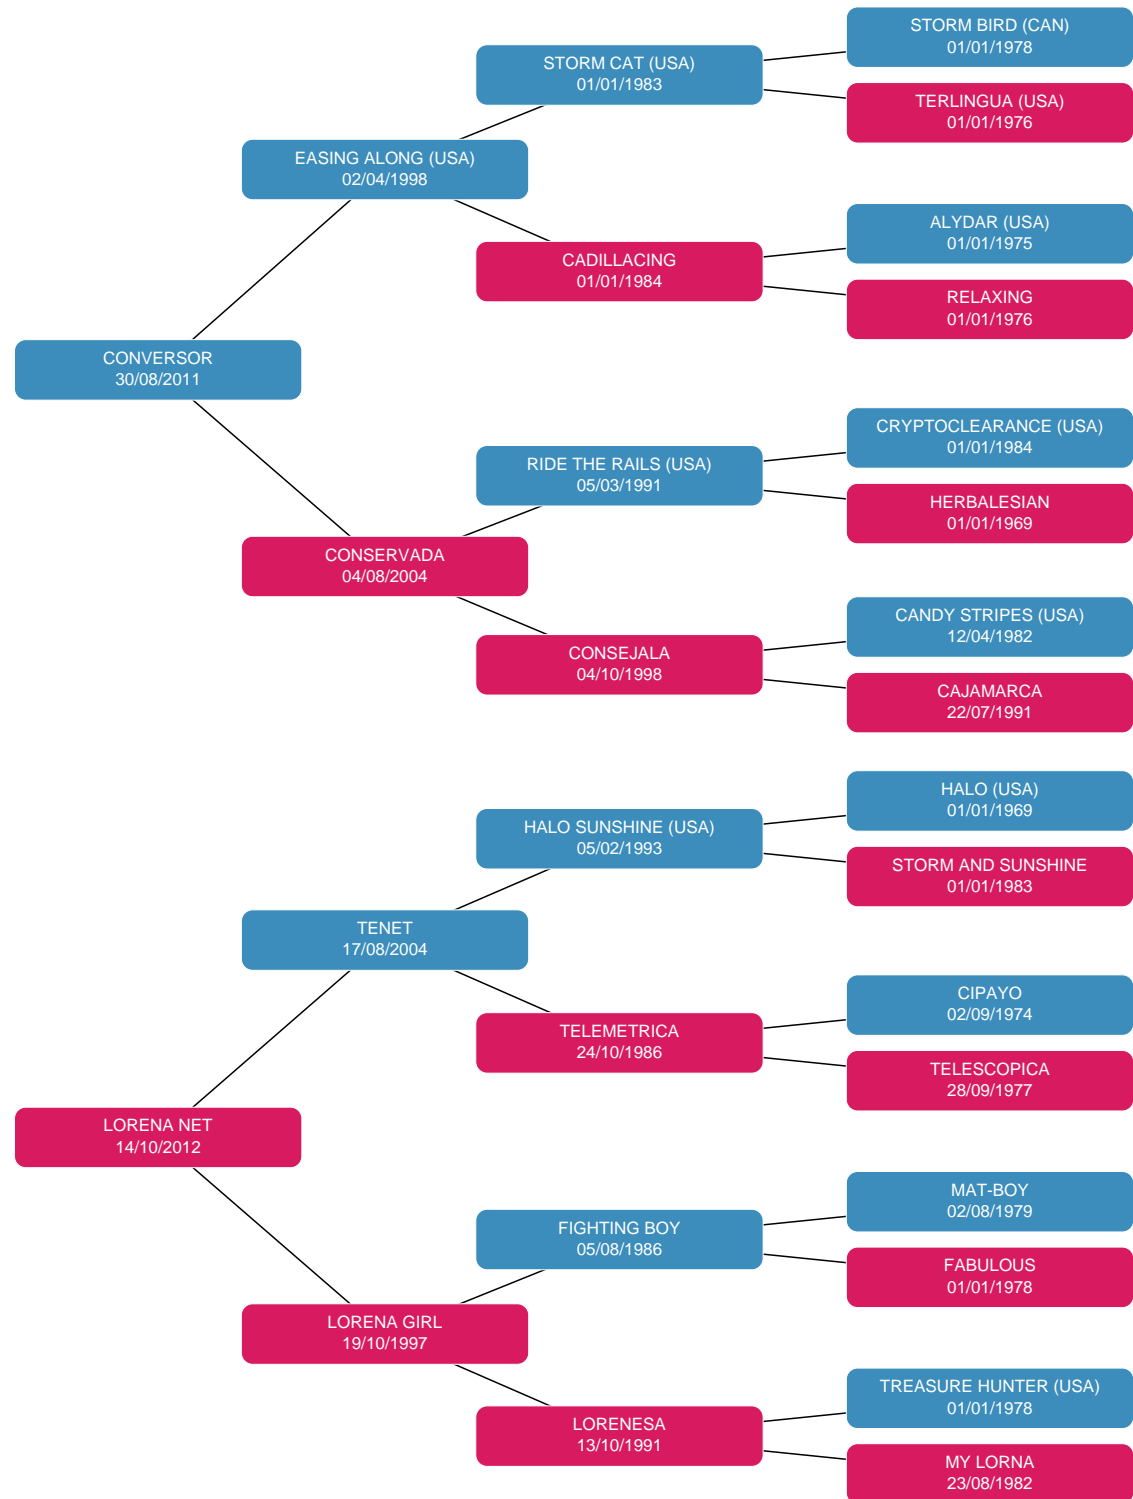 STORM BIRD (CAN)
01/01/1978
STORM CAT (USA)
01/01/1983
TERLINGUA (USA)
01/01/1976
EASING ALONG (USA)
02/04/1998
ALYDAR (USA)
01/01/1975
CADILLACING
01/01/1984
RELAXING
01/01/1976
CONVERSOR
30/08/2011
CRYPTOCLEARANCE (USA)
01/01/1984
RIDE THE RAILS (USA)
05/03/1991
HERBALESIAN
01/01/1969
CONSERVADA
04/08/2004
CANDY STRIPES (USA)
12/04/1982
CONSEJALA
04/10/1998
CAJAMARCA
22/07/1991
HALO (USA)
01/01/1969
HALO SUNSHINE (USA)
05/02/1993
STORM AND SUNSHINE
01/01/1983
TENET
17/08/2004
CIPAYO
02/09/1974
TELEMETRICA
24/10/1986
TELESCOPICA
28/09/1977
LORENA NET
14/10/2012
MAT-BOY
02/08/1979
FIGHTING BOY
05/08/1986
FABULOUS
01/01/1978
LORENA GIRL
19/10/1997
TREASURE HUNTER (USA)
01/01/1978
LORENESA
13/10/1991
MY LORNA
23/08/1982